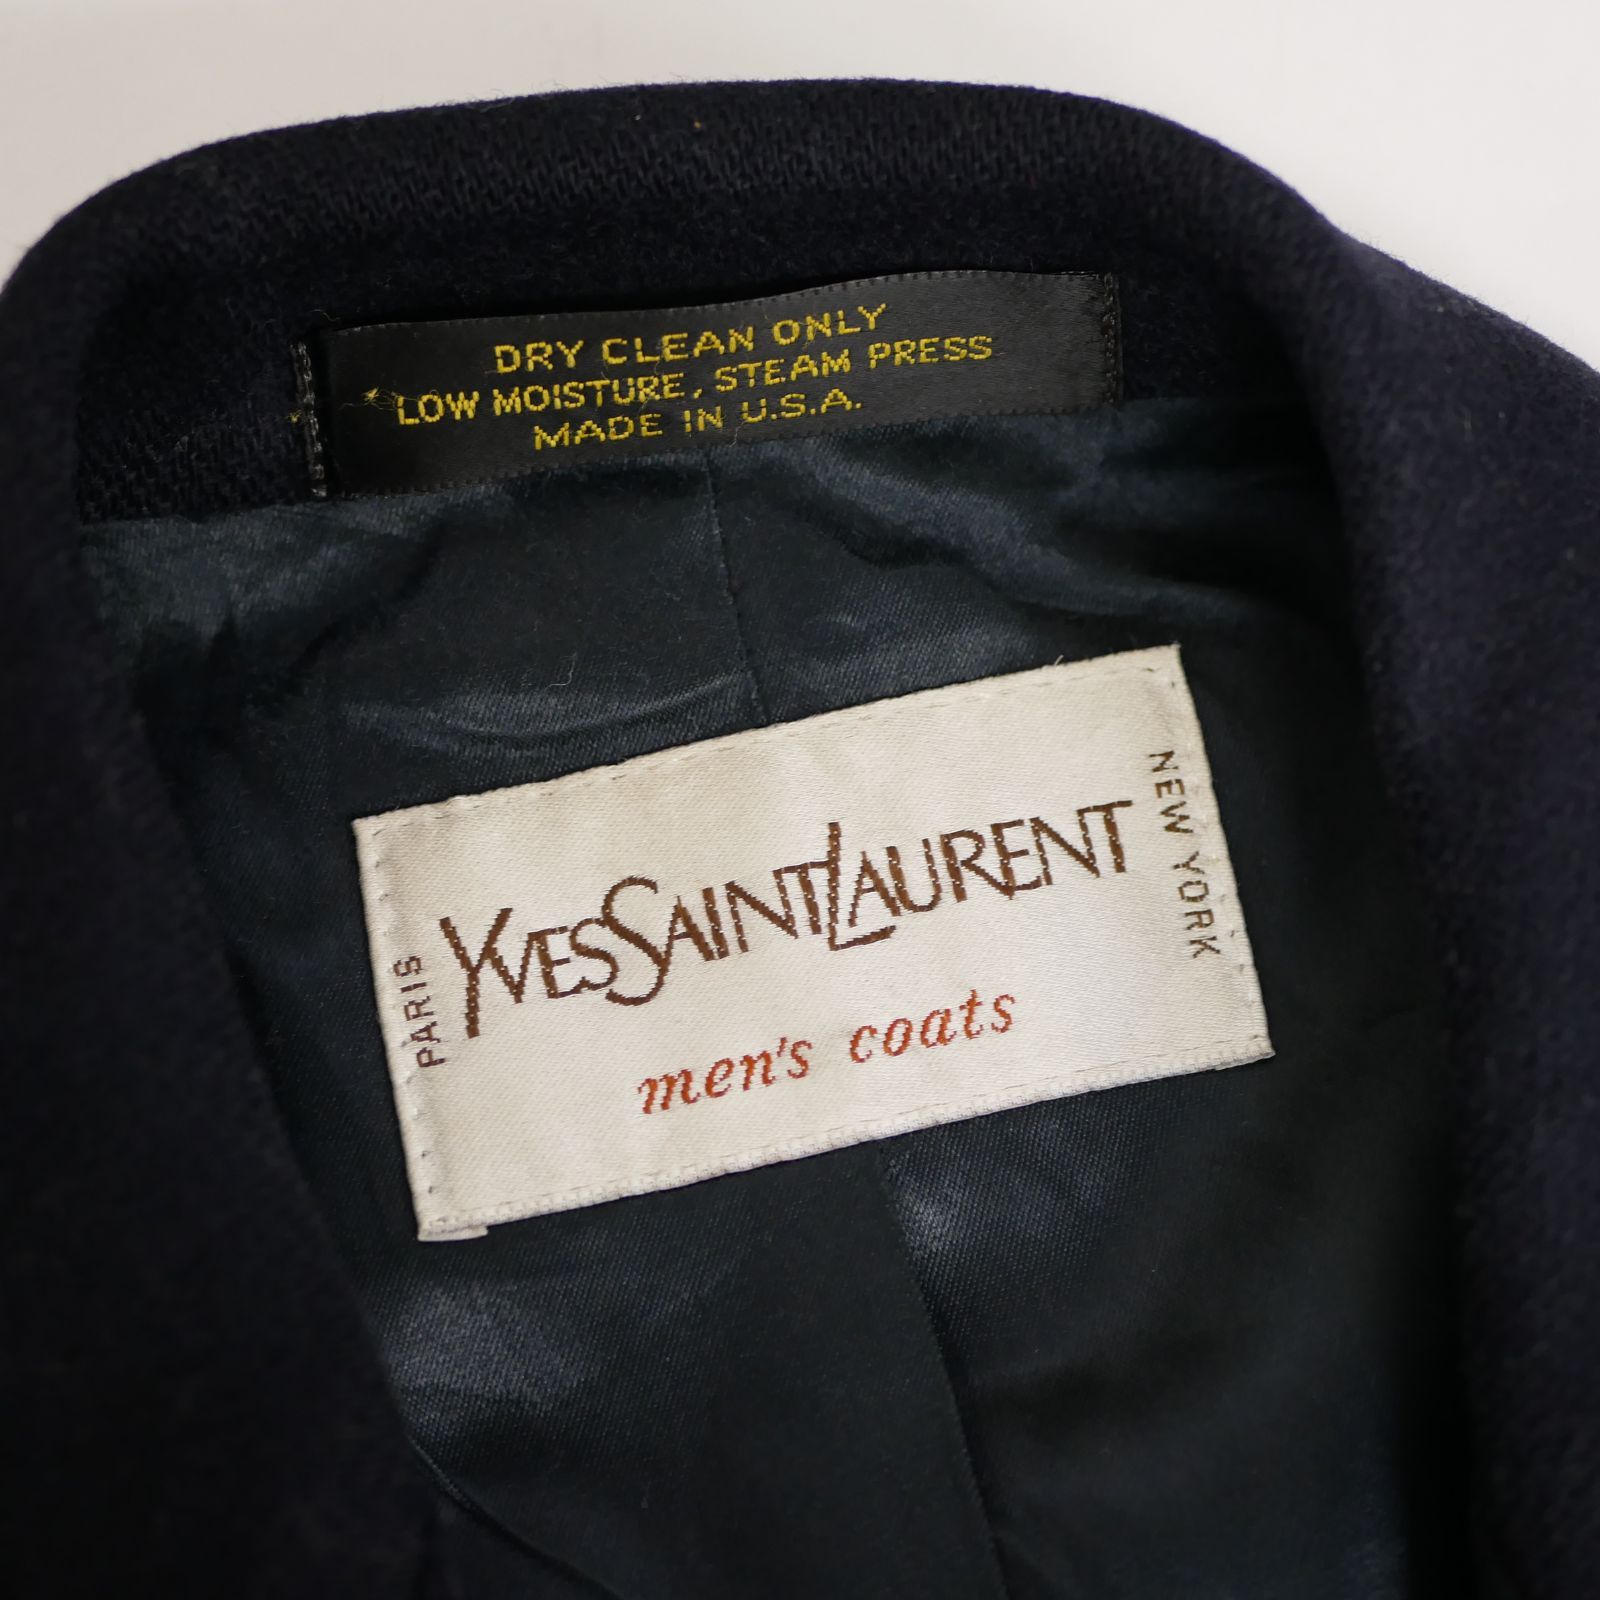 DRY CLEAN ONLY
LOW MOISTURE, STEAM PRESS
MADE IN U.S.A.
YVESSAINTLAURENT
men's coats
PARIS
NEW YORK